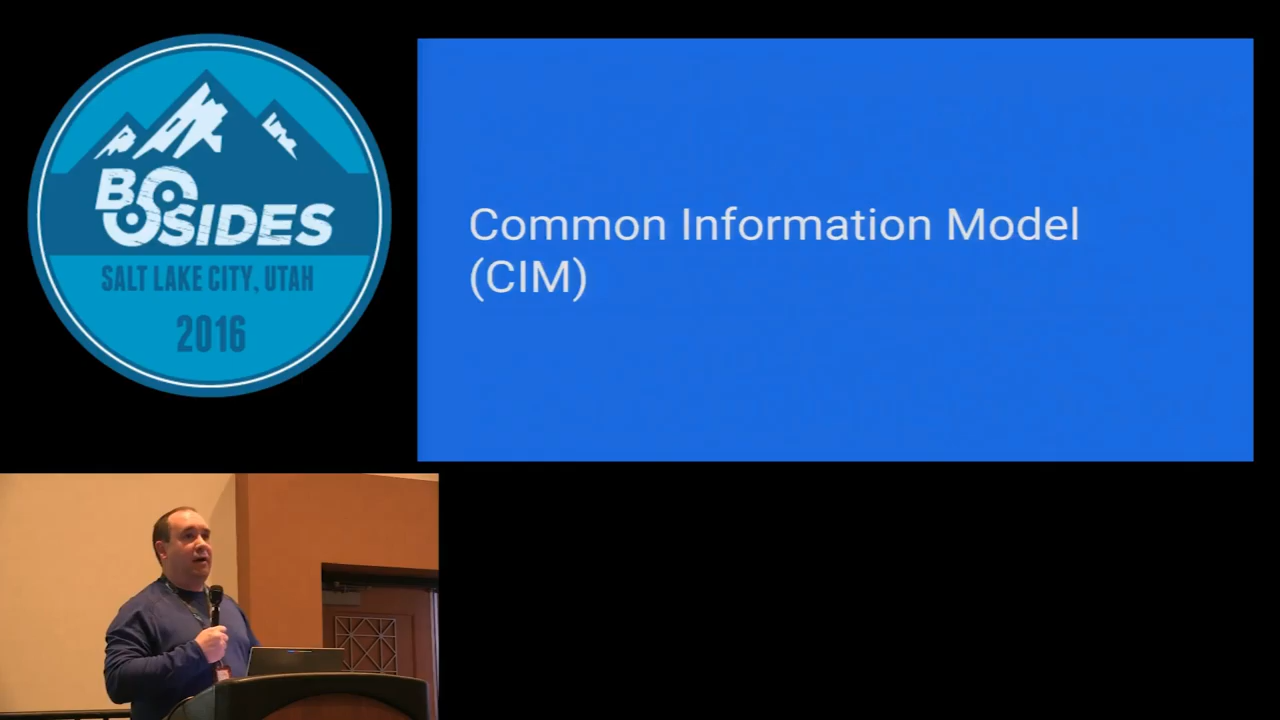 BSIDES
SALT LAKE CITY, UTAH
2016
Common Information Model
(CIM)